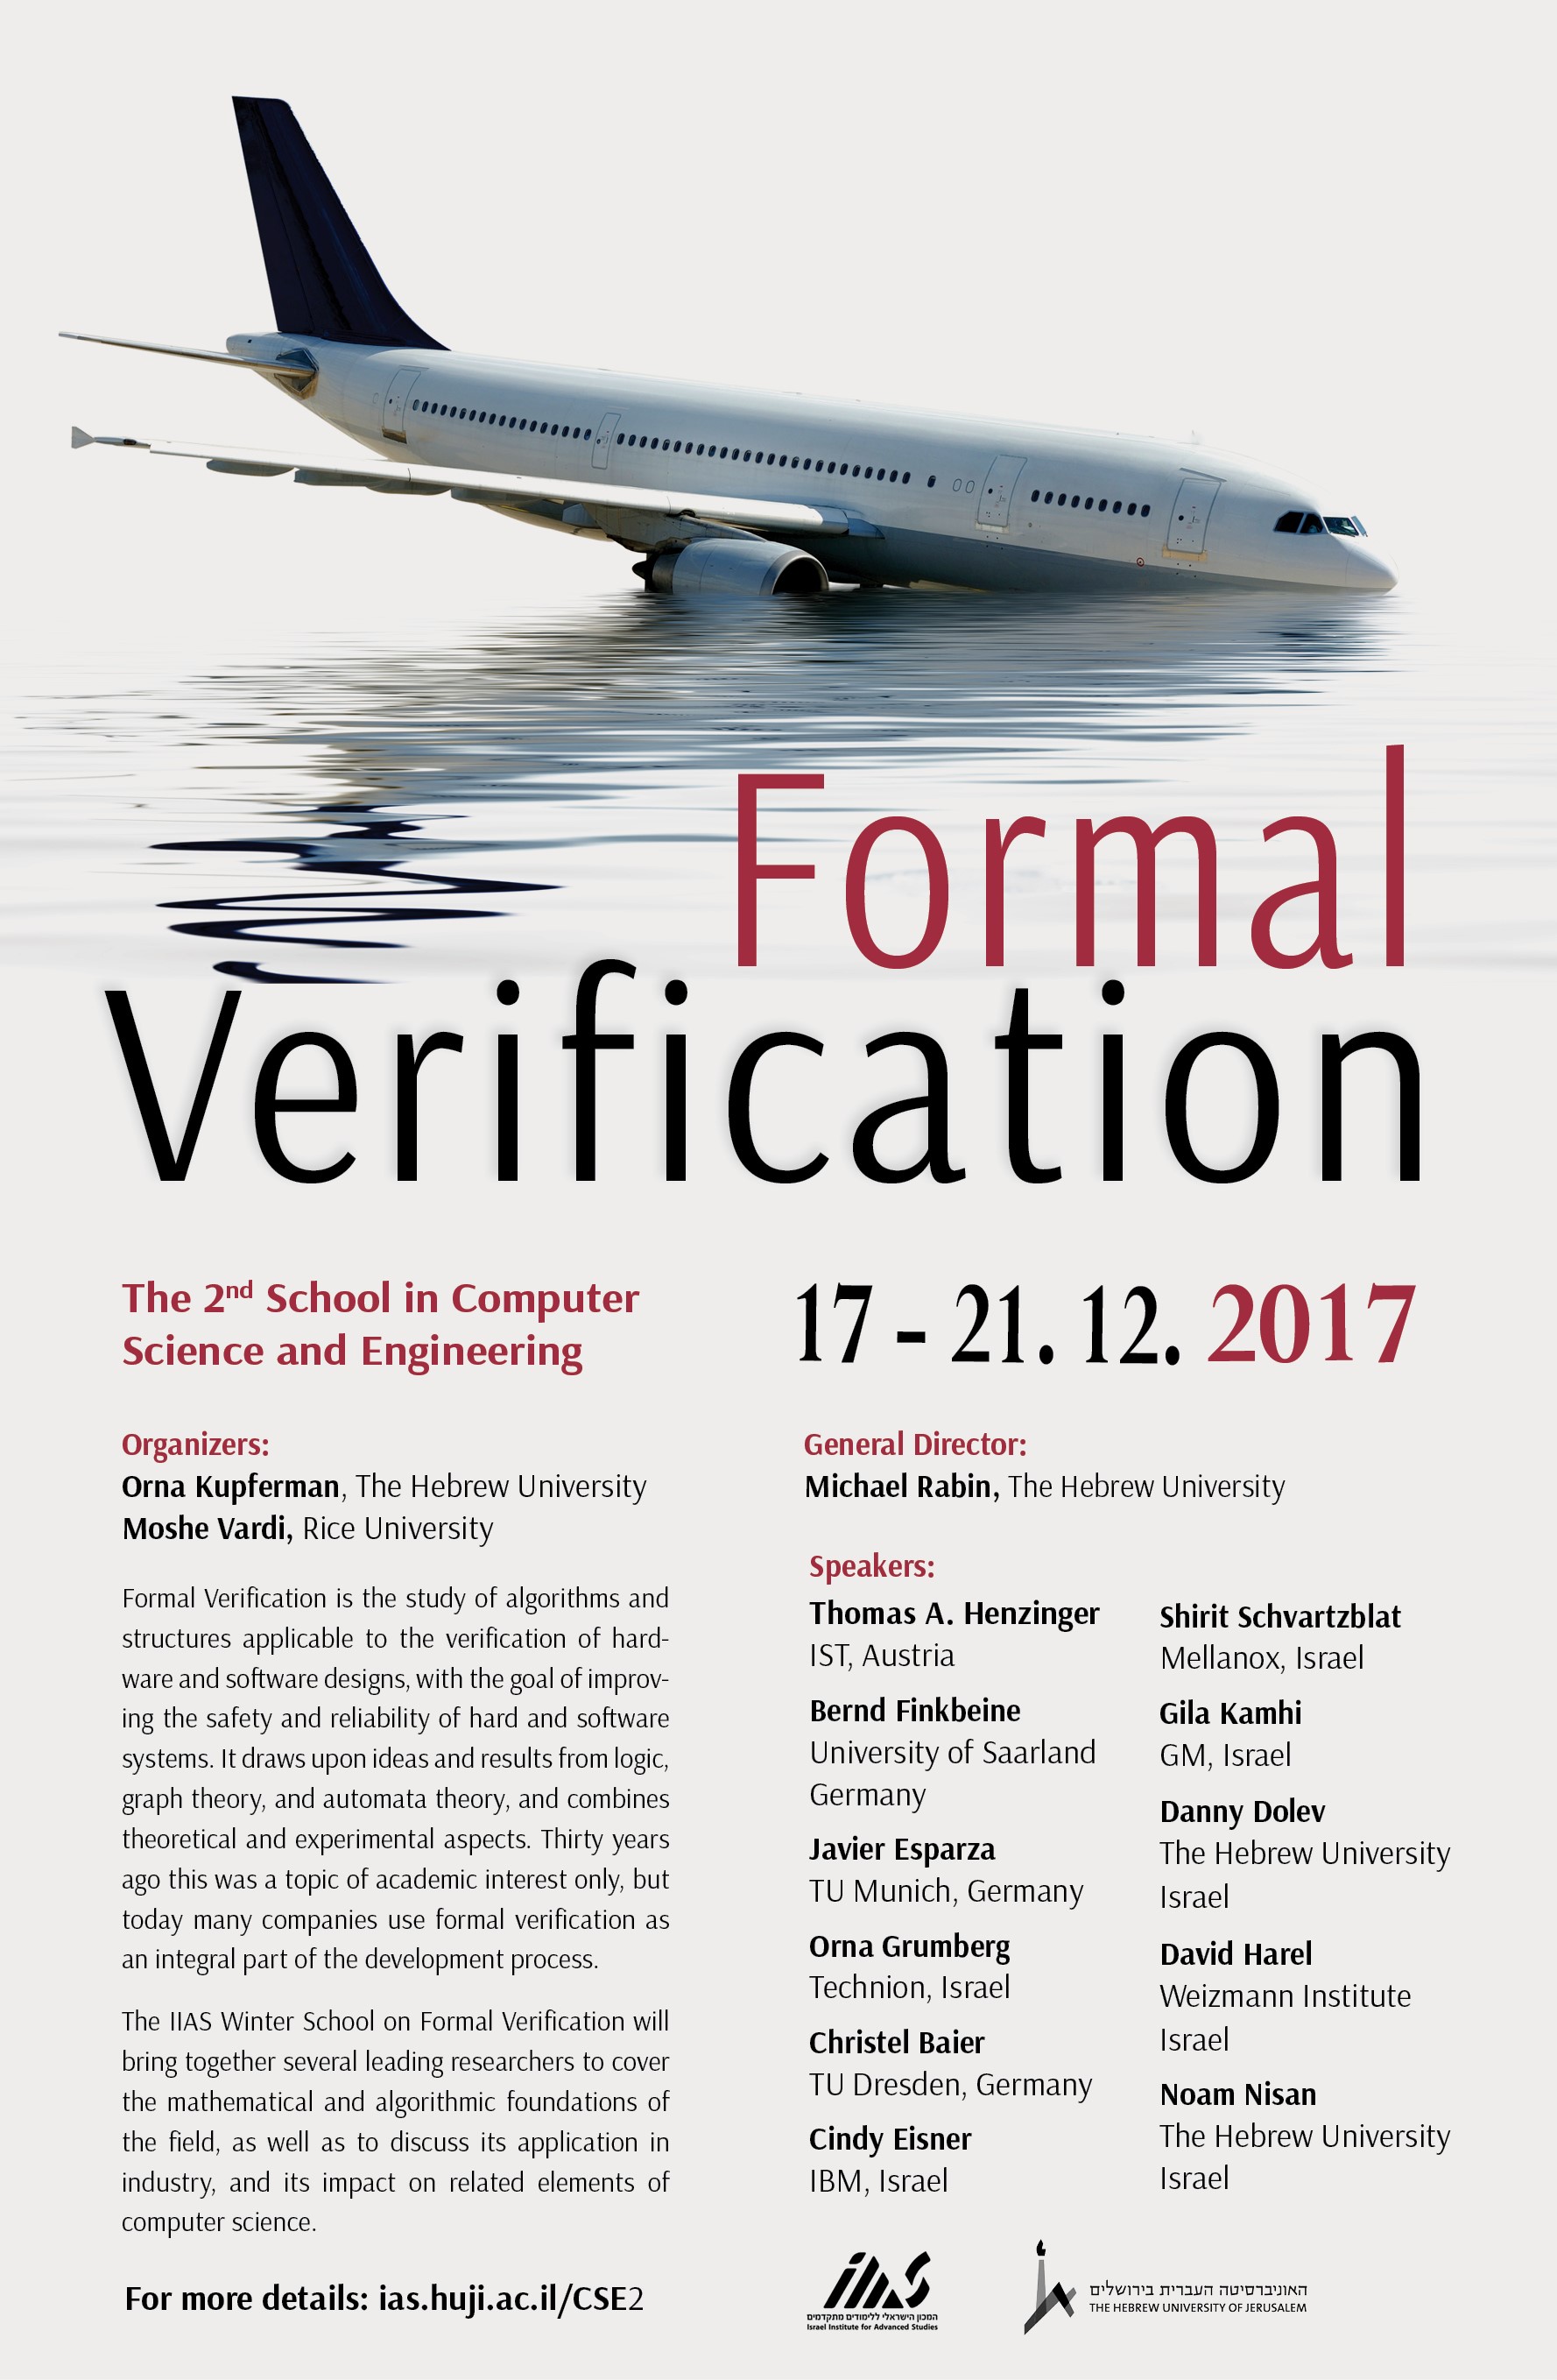 Formal
Verification
The 2nd School in Computer
Science and Engineering
17 - 21. 12. 2017
Organizers:
Orna Kupferman, The Hebrew University
Moshe Vardi, Rice University
Formal Verification is the study of algorithms and
structures applicable to the verification of hard-
ware and software designs, with the goal of improv-
ing the safety and reliability of hard and software
systems. It draws upon ideas and results from logic,
graph theory, and automata theory, and combines
theoretical and experimental aspects. Thirty years
ago this was a topic of academic interest only, but
today many companies use formal verification as
an integral part of the development process.
The IIAS Winter School on Formal Verification will
bring together several leading researchers to cover
the mathematical and algorithmic foundations of
the field, as well as to discuss its application in
industry, and its impact on related elements of
computer science.
For more details: ias.huji.ac.il/CSE2
General Director:
Michael Rabin, The Hebrew University
Speakers:
Thomas A. Henzinger
IST, Austria
Bernd Finkbeine
University of Saarland
Germany
Javier Esparza
TU Munich, Germany
Orna Grumberg
Technion, Israel
Christel Baier
TU Dresden, Germany
Cindy Eisner
IBM, Israel
Shirit Schvartzblat
Mellanox, Israel
Gila Kamhi
GM, Israel
Danny Dolev
The Hebrew University
Israel
David Harel
Weizmann Institute
Israel
Noam Nisan
The Hebrew University
Israel
iias
המכון הישראלי ללימודים מתקדמים
Israel Institute for Advanced Studies
האוניברסיטה העברית בירושלים
THE HEBREW UNIVERSITY OF JERUSALEM